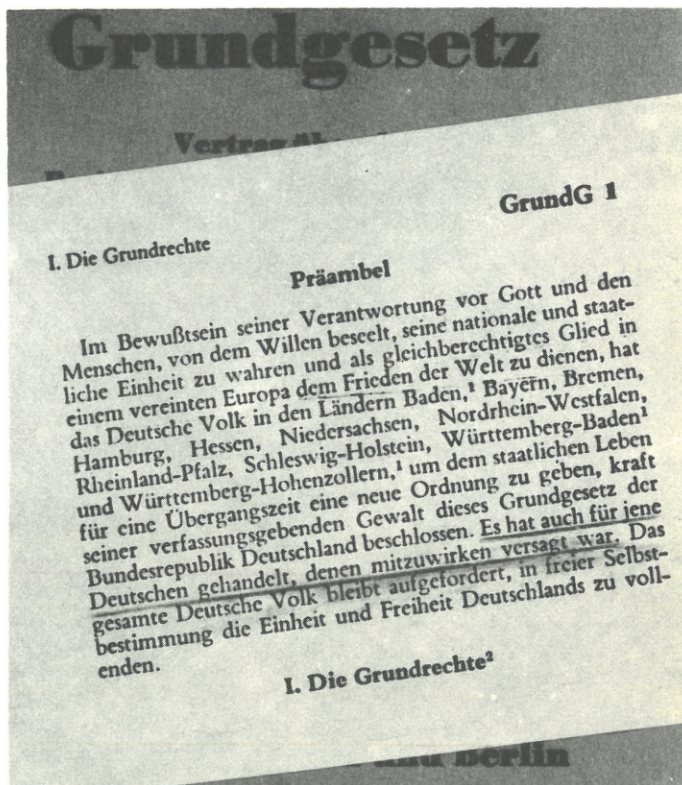 Grundgesetz
Vertrag
GrundG 1
I. Die Grundrechte
Präambel
Im Bewußtsein seiner Verantwortung vor Gott und den
Menschen, von dem Willen beseelt, seine nationale und staat-
liche Einheit zu wahren und als gleichberechtigtes Glied in
einem vereinten Europa dem Frieden der Welt zu dienen, hat
das Deutsche Volk in den Ländern Baden,¹ Bayern, Bremen,
Hamburg, Hessen, Niedersachsen, Nordrhein-Westfalen,
Rheinland-Pfalz, Schleswig-Holstein, Württemberg-Baden¹
und Württemberg-Hohenzollern,¹ um dem staatlichen Leben
für eine Übergangszeit eine neue Ordnung zu geben, kraft
seiner verfassungsgebenden Gewalt dieses Grundgesetz der
Bundesrepublik Deutschland beschlossen. Es hat auch für jene
Deutschen gehandelt, denen mitzuwirken versagt war. Das
gesamte Deutsche Volk bleibt aufgefordert, in freier Selbst-
bestimmung die Einheit und Freiheit Deutschlands zu voll-
enden.
I. Die Grundrechte²
und Berlin